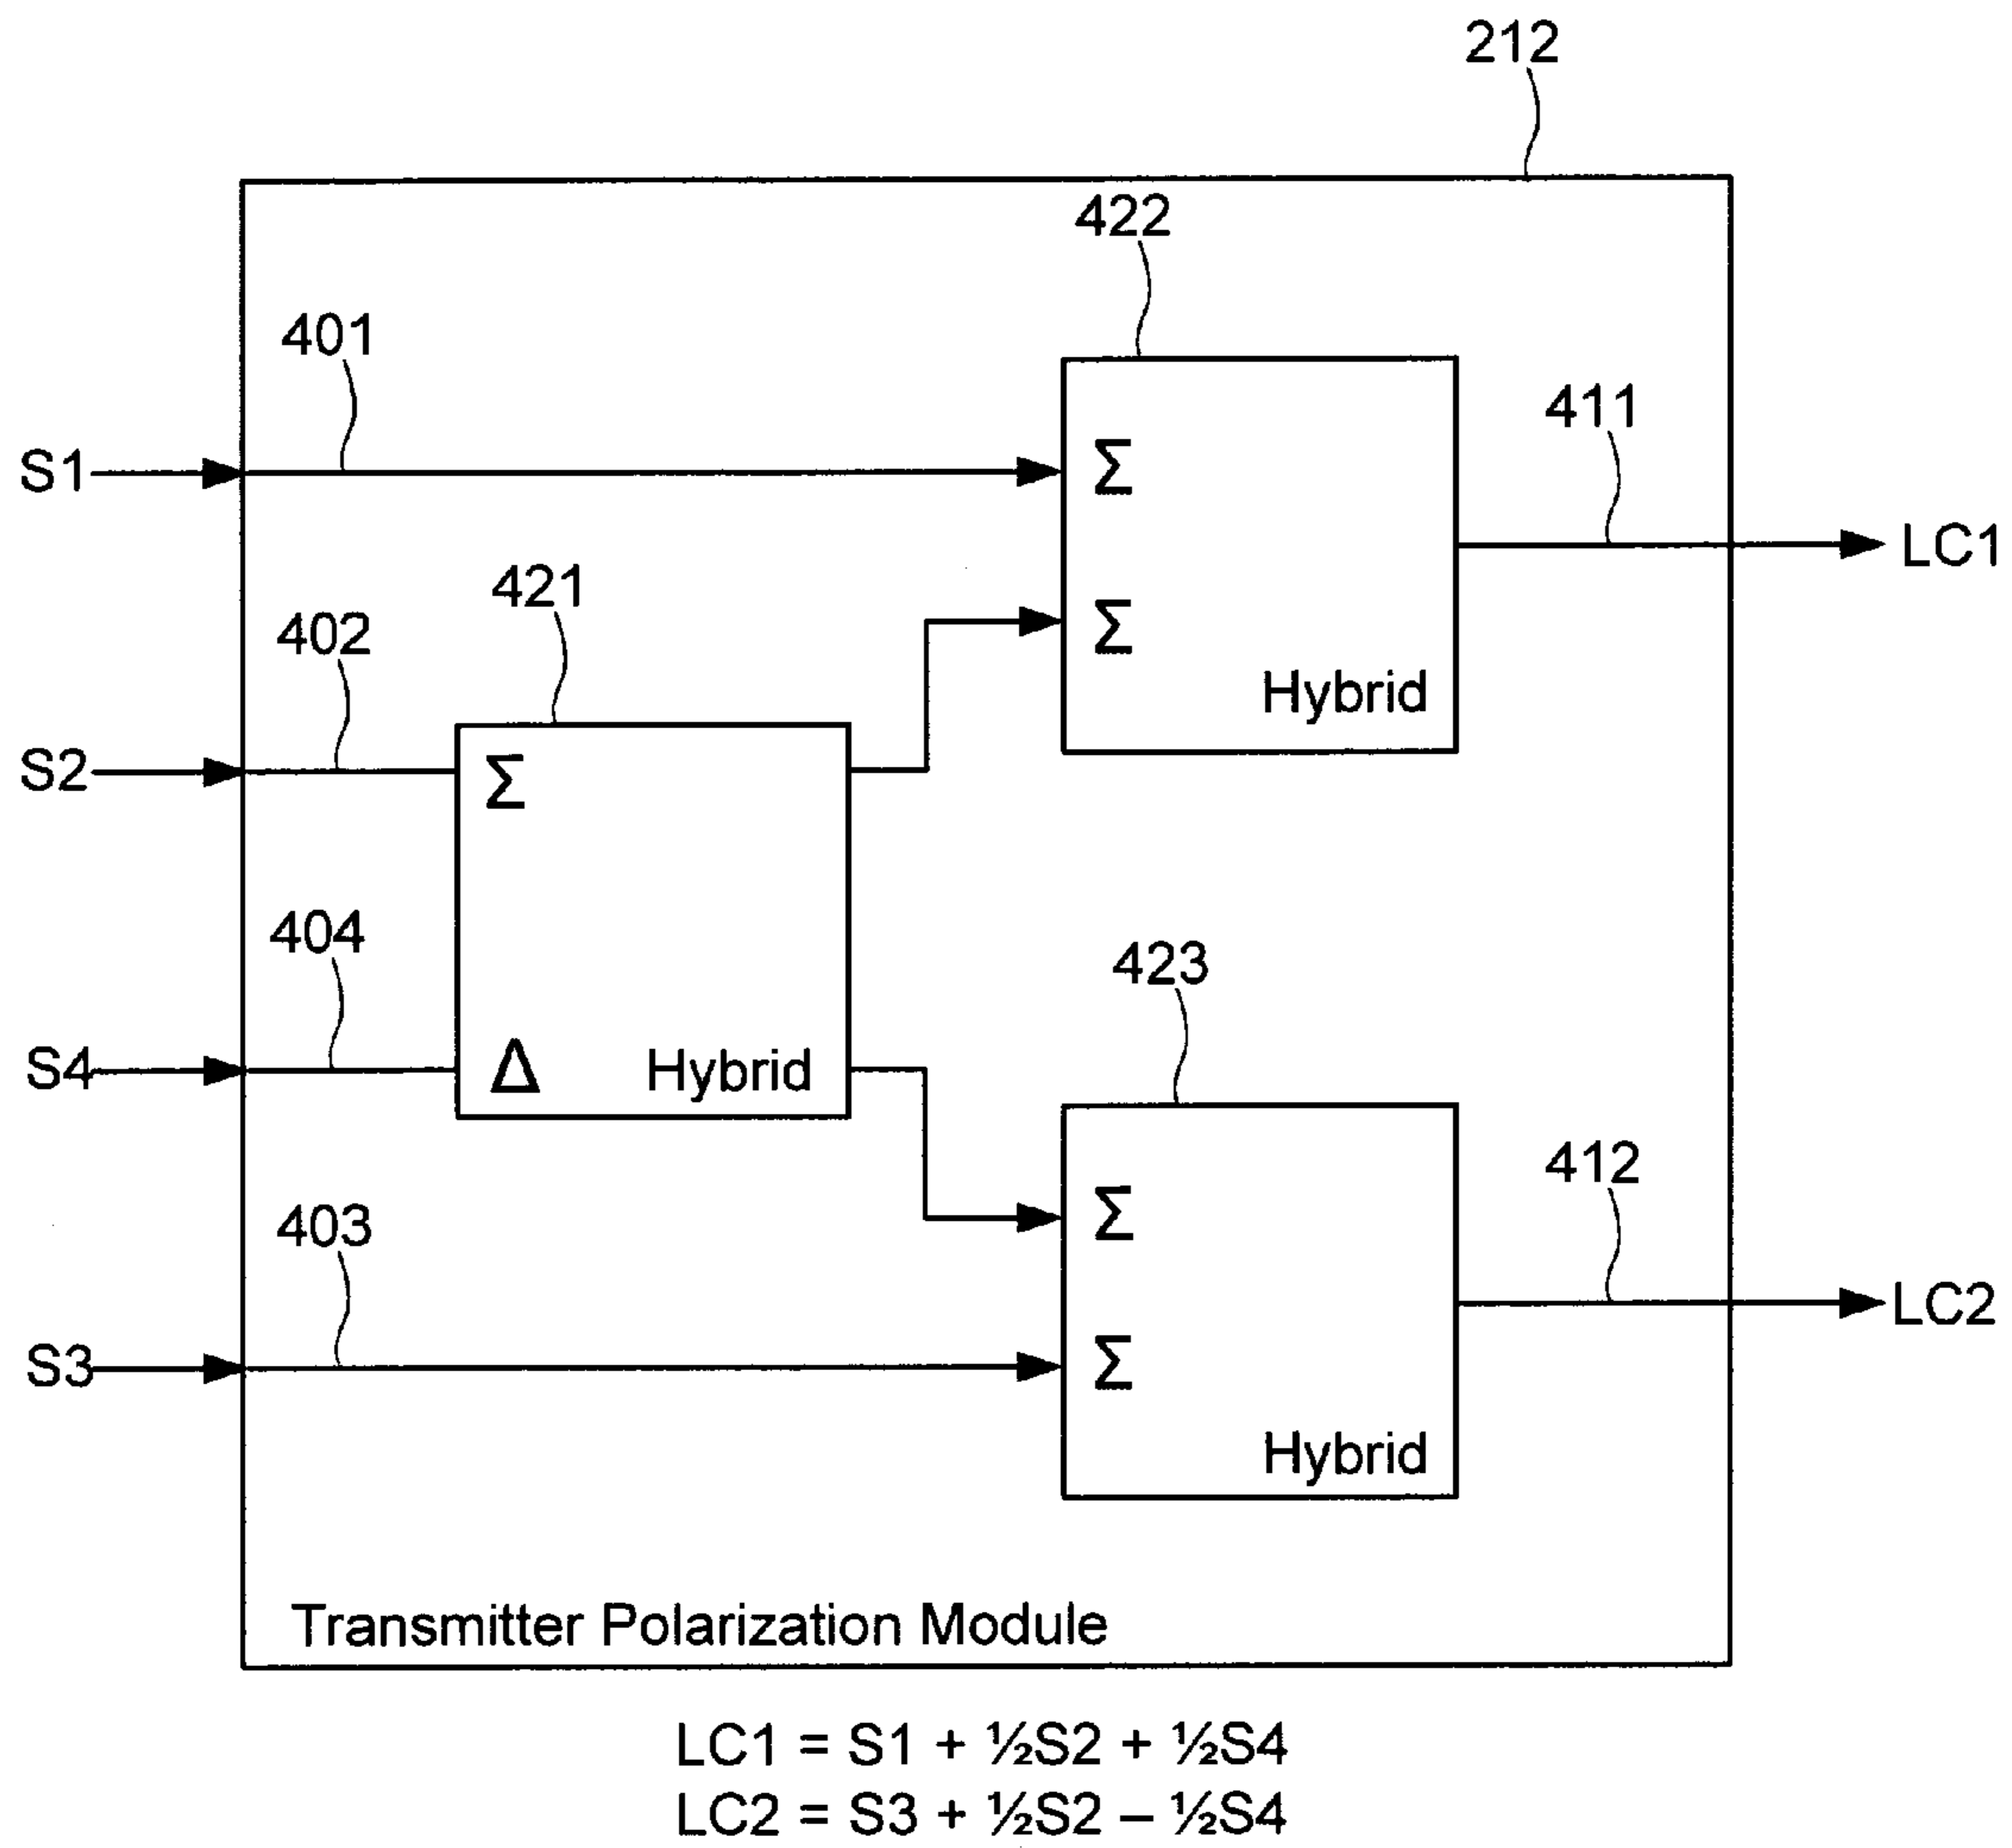 212
422
401
411
S1
Σ
LC1
421
402
Σ
Hybrid
S2
Σ
404
423
S4
Δ Hybrid
412
403
Σ
LC2
S3
Σ
Hybrid
Transmitter Polarization Module
LC1 = S1 + ½S2 + ½S4
LC2 = S3 + ½S2 – ½S4